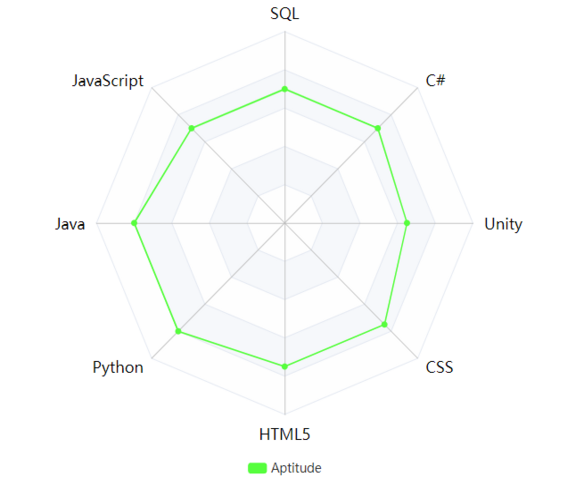 SQL
JavaScript
C#
Java
Unity
Python
CSS
HTML5
Aptitude